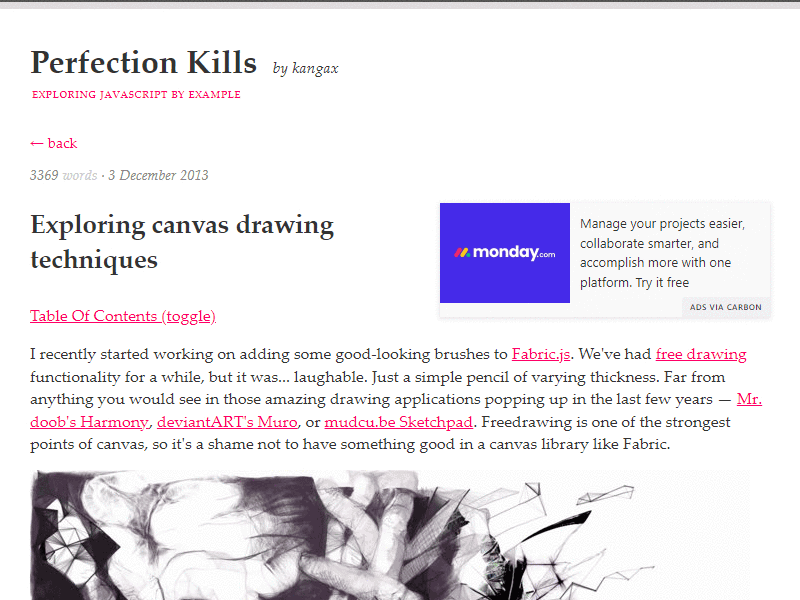 Perfection Kills by kangax
EXPLORING JAVASCRIPT BY EXAMPLE
← back
3369 words · 3 December 2013
Exploring canvas drawing
techniques
monday.com
Manage your projects easier,
collaborate smarter, and
accomplish more with one
platform. Try it free
ADS VIA CARBON
Table Of Contents (toggle)
I recently started working on adding some good-looking brushes to Fabric.js. We've had free drawing
functionality for a while, but it was... laughable. Just a simple pencil of varying thickness. Far from
anything you would see in those amazing drawing applications popping up in the last few years — Mr.
doob's Harmony, deviantART's Muro, or mudcu.be Sketchpad. Freedrawing is one of the strongest
points of canvas, so it's a shame not to have something good in a canvas library like Fabric.